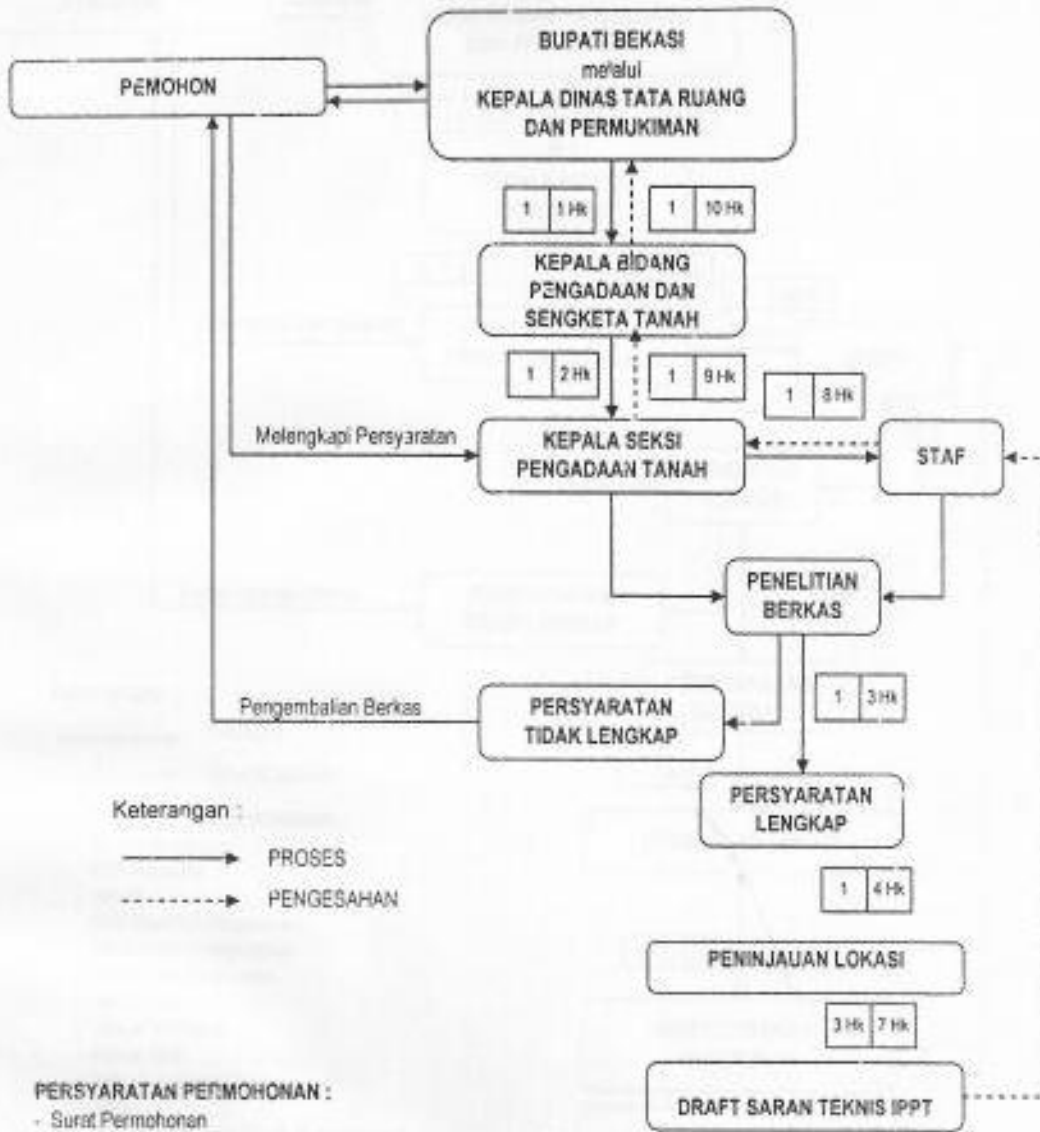 PEMOHON
BUPATI BEKASI
melalui
KEPALA DINAS TATA RUANG
DAN PERMUKIMAN
1 1 Hk
1 10 Hk
KEPALA BIDANG
PENGADAAN DAN
SENGKETA TANAH
1 2 Hk
1 9 Hk
1 8 Hk
Melengkapi Persyaratan
KEPALA SEKSI
PENGADAAN TANAH
STAF
PENELITIAN
BERKAS
1 3 Hk
Pengembalian Berkas
PERSYARATAN
TIDAK LENGKAP
PERSYARATAN
LENGKAP
Keterangan :
PROSES
PENGESAHAN
1 4 Hk
PENINJAUAN LOKASI
3 Hk 7 Hk
DRAFT SARAN TEKNIS IPPT
PERSYARATAN PERMOHONAN :
- Surat Permohonan